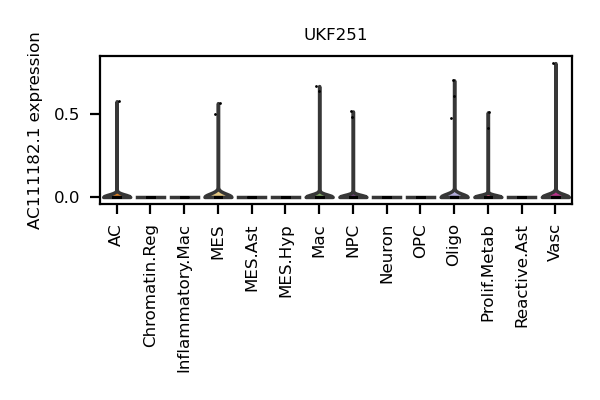 UKF251
AC111182.1 expression
0.5
0.0
AC
Chromatin.Reg
Inflammatory.Mac
MES
MES.Ast
MES.Hyp
Mac
NPC
Neuron
OPC
Oligo
Prolif.Metab
Reactive.Ast
Vasc